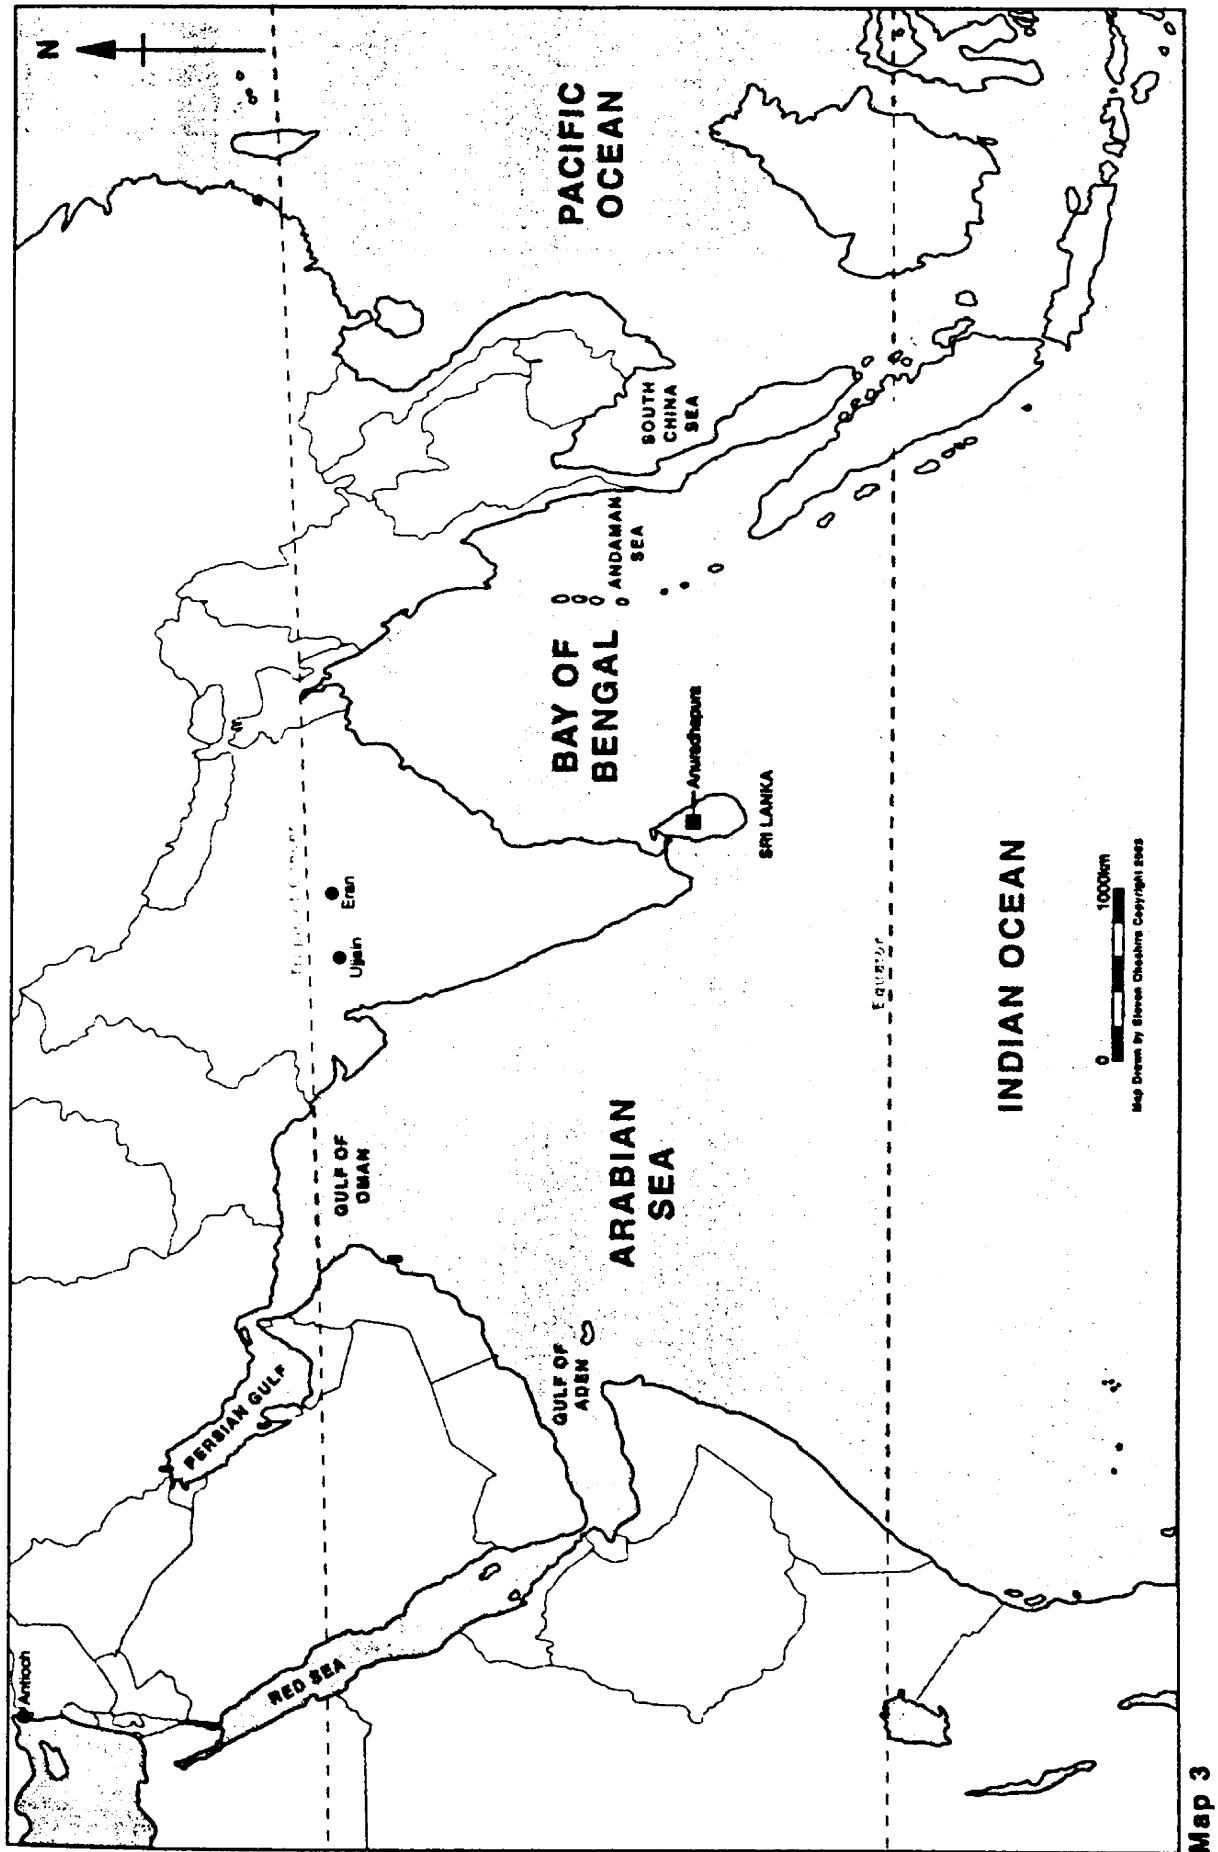 N
PACIFIC
OCEAN
Antioch
RED SEA
PERSIAN GULF
GULF OF
OMAN
GULF OF
ADEN
ARABIAN
SEA
Ujjain
Eran
BAY OF
BENGAL
Anuradhapura
SRI LANKA
ANDAMAN
SEA
SOUTH
CHINA
SEA
Equator
INDIAN OCEAN
0 1000km
Map Drawn by Steven Cheshire Copyright 2003
Map 3